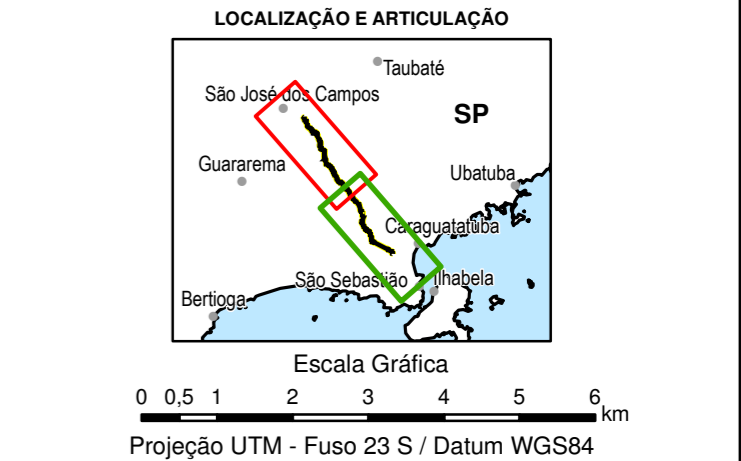 LOCALIZAÇÃO E ARTICULAÇÃO
Taubaté
São José dos Campos
SP
Guararema
Ubatuba
Caraguatatuba
São Sebastião
Ilhabela
Bertioga
Escala Gráfica
0 0,5 1 2 3 4 5 6
km
Projeção UTM - Fuso 23 S / Datum WGS84